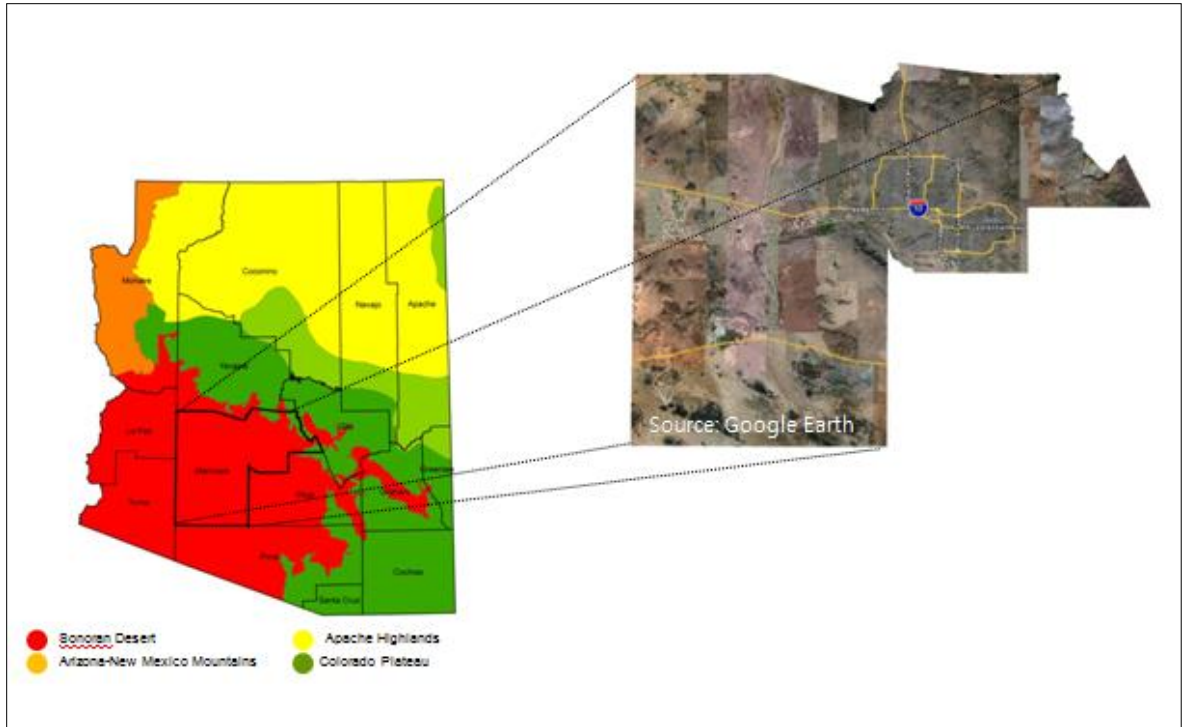 Mohave
Coconino
Navajo
Apache
Yavapai
La Paz
Gila
Maricopa
Yuma
Pinal
Graham
Greenlee
Pima
Cochise
Santa Cruz
10
Source: Google Earth
Sonoran Desert
Apache Highlands
Arizona-New Mexico Mountains
Colorado Plateau